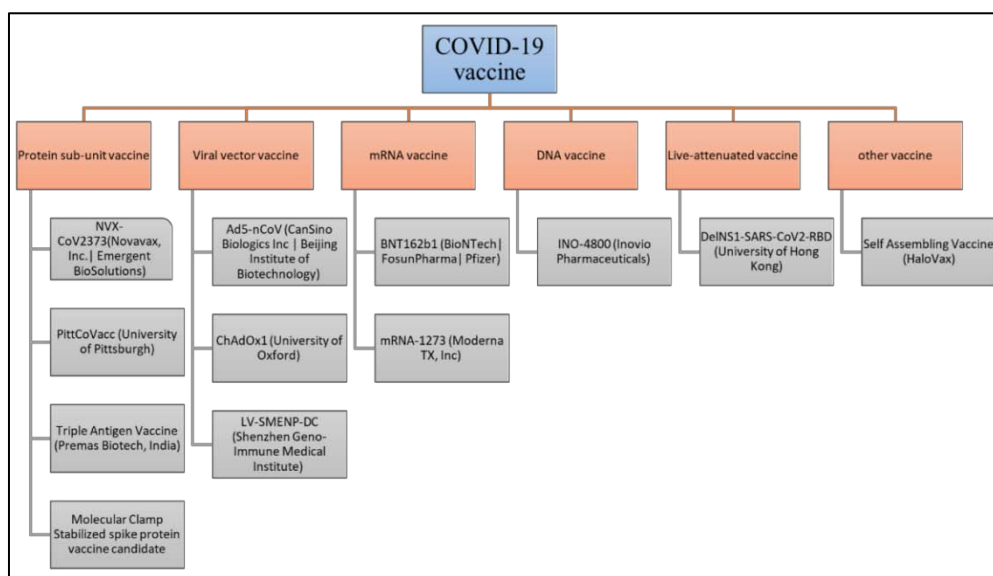 COVID-19
vaccine
Protein sub-unit vaccine
Viral vector vaccine
mRNA vaccine
DNA vaccine
Live-attenuated vaccine
other vaccine
NVX-
CoV2373(Novavax,
Inc.| Emergent
BioSolutions)
Ad5-nCoV (CanSino
Biologics Inc | Beijing
Institute of
Biotechnology)
BNT162b1 (BioNTech|
FosunPharma| Pfizer)
INO-4800 (Inovio
Pharmaceuticals)
DelNS1-SARS-CoV2-RBD
(University of Hong
Kong)
Self Assembling Vaccine
(HaloVax)
PittCoVacc (University
of Pittsburgh)
ChAdOx1 (University of
Oxford)
mRNA-1273 (Moderna
TX, Inc)
Triple Antigen Vaccine
(Premas Biotech, India)
LV-SMENP-DC
(Shenzhen Geno-
Immune Medical
Institute)
Molecular Clamp
Stabilized spike protein
vaccine candidate